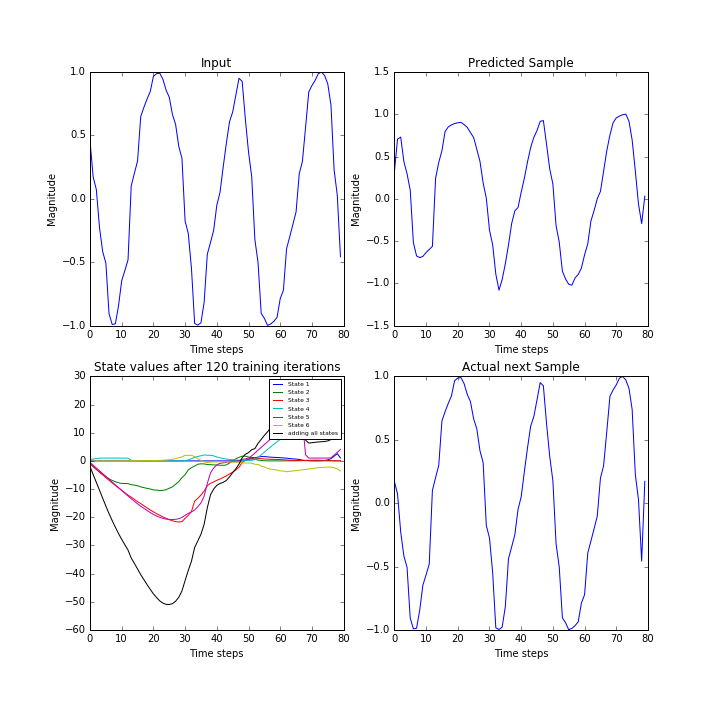 Input
Magnitude
1.0
0.5
0.0
−0.5
−1.0
0 10 20 30 40 50 60 70 80
Time steps
Predicted Sample
Magnitude
1.5
1.0
0.5
0.0
−0.5
−1.0
−1.5
0 10 20 30 40 50 60 70 80
Time steps
State values after 120 training iterations
Magnitude
30
20
10
0
−10
−20
−30
−40
−50
−60
0 10 20 30 40 50 60 70 80
Time steps
State 1
State 2
State 3
State 4
State 5
State 6
adding all states
Actual next Sample
Magnitude
1.0
0.5
0.0
−0.5
−1.0
0 10 20 30 40 50 60 70 80
Time steps